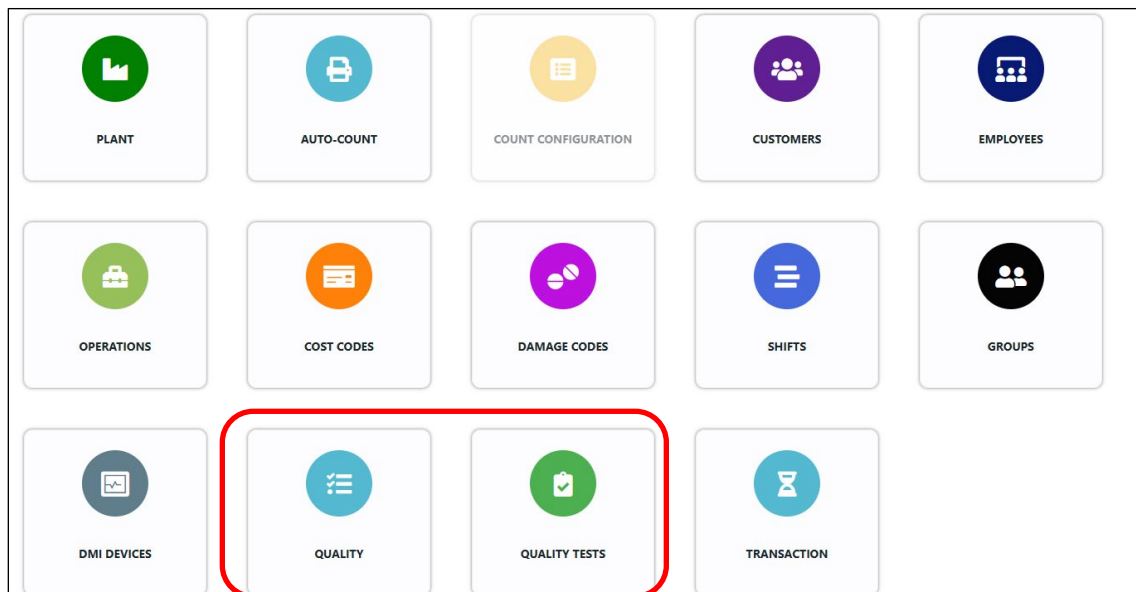 PLANT
AUTO-COUNT
COUNT CONFIGURATION
CUSTOMERS
EMPLOYEES
OPERATIONS
COST CODES
DAMAGE CODES
SHIFTS
GROUPS
DMI DEVICES
QUALITY
QUALITY TESTS
TRANSACTION